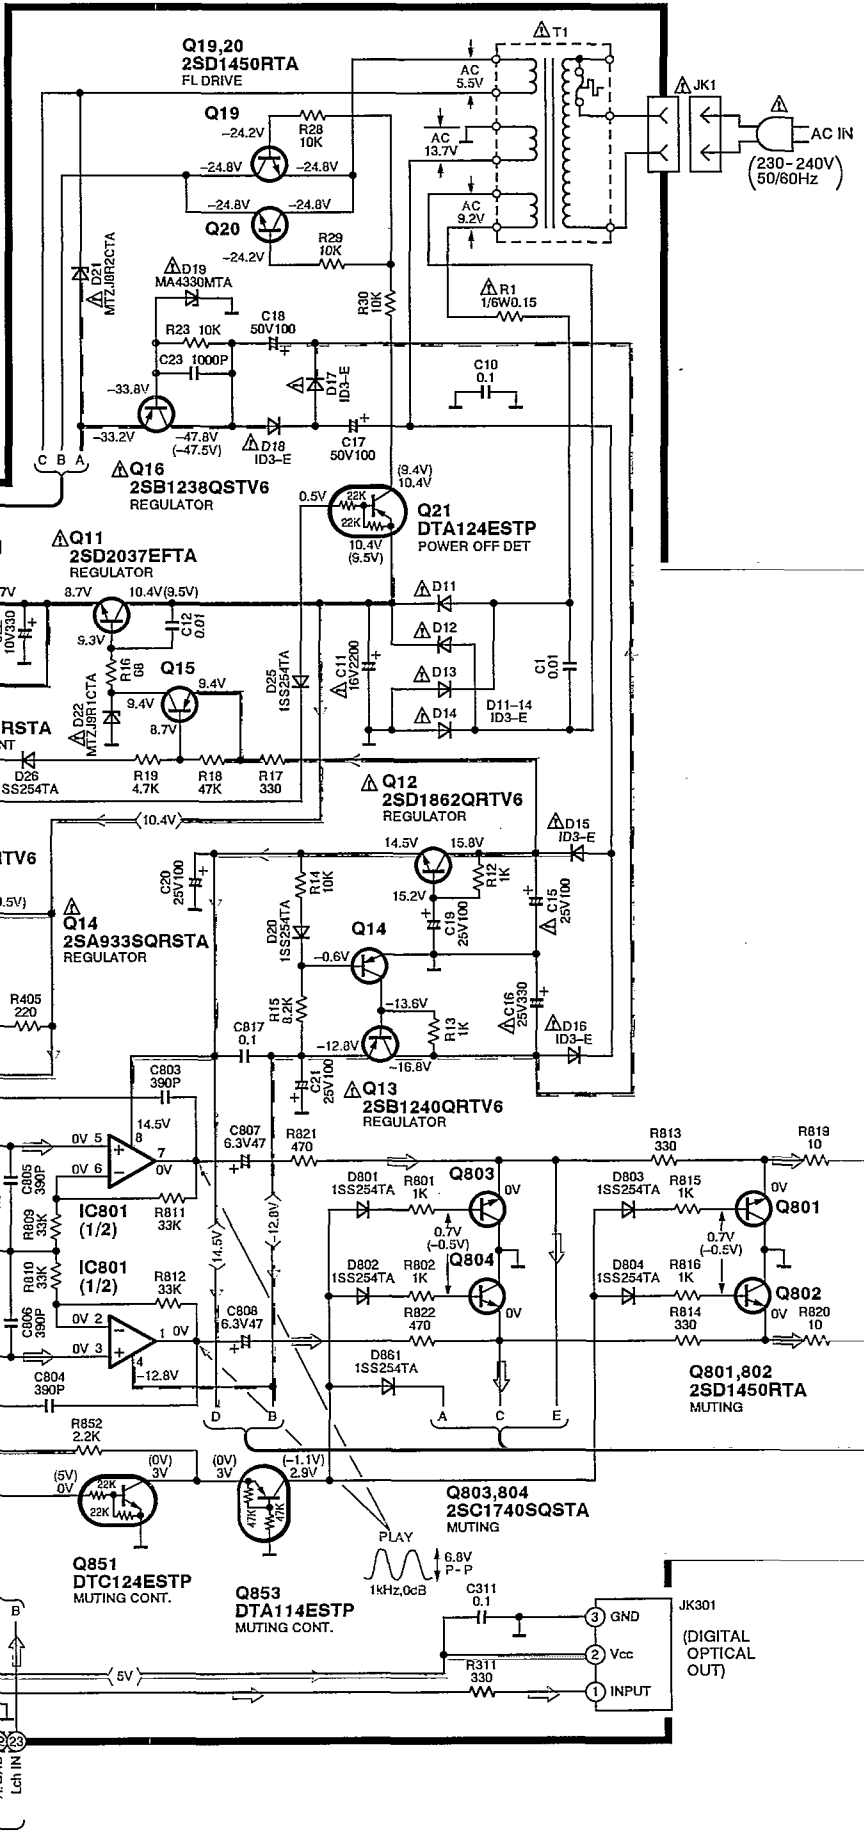 T1
Q19,20
2SD1450RTA
FL DRIVE
AC
5.5V
JK1
Q19
-24.2V
R28
10K
AC
13.7V
AC IN
(230-240V)
50/60Hz
-24.8V
-24.8V
-24.8V
-24.8V
AC
9.2V
Q20
-24.2V
R29
10K
D21
MTZJ8R2CTA
D19
MA4330MTA
R30
10K
R1
1/6W0.15
C18
50V100
R23 10K
C23 1000P
D17
ID3-E
C10
0.1
-33.8V
-33.2V
-47.8V
(-47.5V)
D18
ID3-E
C17
50V100
C B A
Q16
2SB1238QSTV6
REGULATOR
(9.4V)
10.4V
0.5V
22K
22K
Q21
DTA124ESTP
POWER OFF DET
10.4V
(9.5V)
Q11
2SD2037EFTA
REGULATOR
7V
8.7V
10.4V(9.5V)
D11
10V330
9.3V
C12
0.01
D12
R16
68
Q15
D25
1SS254TA
C11
16V2200
D13
C1
0.01
D22
MTZJ9R1CTA
9.4V
9.4V
8.7V
D14
D11-14
ID3-E
RSTA
NT
D26
SS254TA
R19
4.7K
R18
47K
R17
330
Q12
2SD1862QRTV6
REGULATOR
(10.4V)
D15
ID3-E
14.5V
15.8V
TV6
C20
25V100
R14
10K
R12
1K
15.2V
C19
25V100
C15
25V100
0.5V)
Q14
2SA933SQRSTA
REGULATOR
D20
1SS254TA
Q14
-0.6V
R405
220
R15
8.2K
-13.6V
R13
1K
C16
25V330
D16
ID3-E
C817
0.1
-12.8V
-16.8V
C803
390P
C21
25V100
Q13
2SB1240QRTV6
REGULATOR
14.5V
0V 5
8
7
0V
0V 6
C807
6.3V47
R821
470
R813
330
R819
10
C805
390P
R809
33K
IC801
(1/2)
R811
33K
D801
1SS254TA
R801
1K
Q803
0V
D803
1SS254TA
R815
1K
0V
Q801
14.5V
-12.8V
0.7V
(-0.5V)
0.7V
(-0.5V)
R810
33K
IC801
(1/2)
R812
33K
D802
1SS254TA
R802
1K
Q804
D804
1SS254TA
R816
1K
Q802
C806
390P
0V 2
0V 3
1 0V
4
C808
6.3V47
R822
470
0V
0V
R814
330
R820
10
-12.8V
D861
1SS254TA
Q801,802
2SD1450RTA
MUTING
C804
390P
D
B
A
C
E
R852
2.2K
(5V)
0V
(0V)
3V
(0V)
3V
(-1.1V)
2.9V
22K
22K
47K
47K
Q803,804
2SC1740SQSTA
MUTING
PLAY
6.8V
P-P
1kHz,0dB
Q851
DTC124ESTP
MUTING CONT.
Q853
DTA114ESTP
MUTING CONT.
C311
0.1
JK301
B
3 GND
(DIGITAL
OPTICAL
OUT)
2 Vcc
5V
R311
330
1 INPUT
23
Lch IN